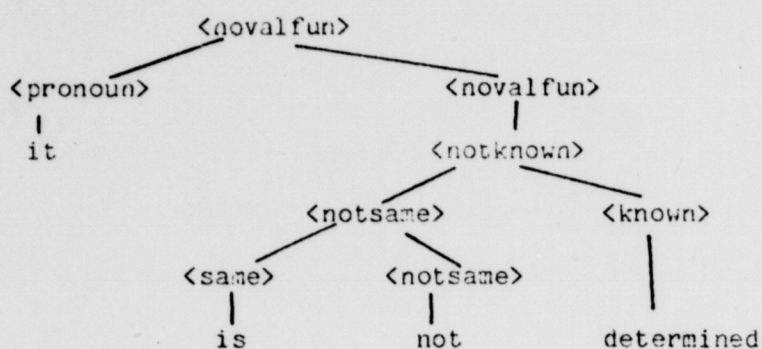 <novalfun>
<pronoun> <novalfun>
it <notknown>
<notsame> <known>
<same> <notsame>
is not determined